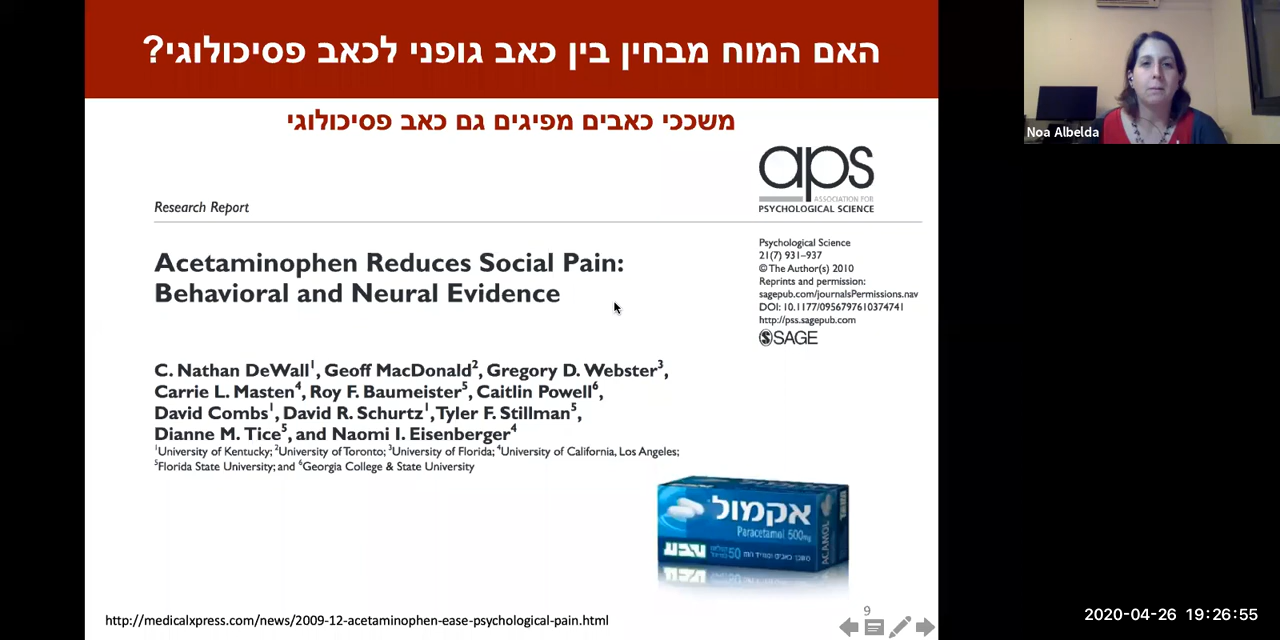 האם המוח מבחין בין כאב גופני לכאב פסיכולוגי?
משככי כאבים מפיגים גם כאב פסיכולוגי
Noa Albelda
aps
ASSOCIATION FOR
PSYCHOLOGICAL SCIENCE
Research Report
Acetaminophen Reduces Social Pain:
Behavioral and Neural Evidence
Psychological Science
21(7) 931–937
© The Author(s) 2010
Reprints and permission:
sagepub.com/journalsPermissions.nav
DOI: 10.1177/0956797610374741
http://pss.sagepub.com
SAGE
C. Nathan DeWall1, Geoff MacDonald2, Gregory D. Webster3,
Carrie L. Masten4, Roy F. Baumeister5, Caitlin Powell6,
David Combs1, David R. Schurtz1, Tyler F. Stillman5,
Dianne M. Tice5, and Naomi I. Eisenberger4
1University of Kentucky; 2University of Toronto; 3University of Florida; 4University of California, Los Angeles;
5Florida State University; and 6Georgia College & State University
אקמול
Paracetamol 500mg
50
טבע
ACAMOL
http://medicalxpress.com/news/2009-12-acetaminophen-ease-psychological-pain.html
9
2020-04-26 19:26:55